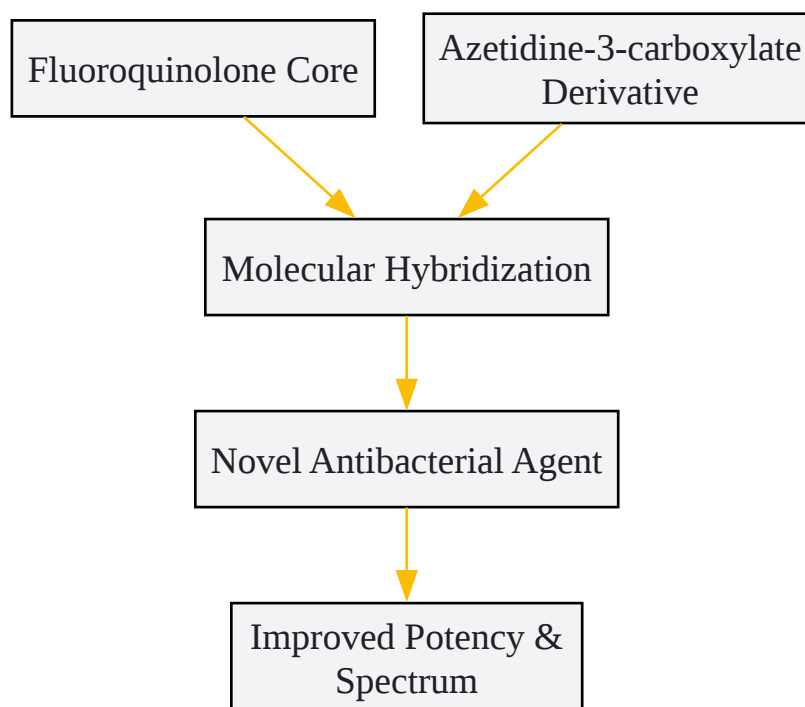 Fluoroquinolone Core
Azetidine-3-carboxylate
Derivative
Molecular Hybridization
Novel Antibacterial Agent
Improved Potency &
Spectrum